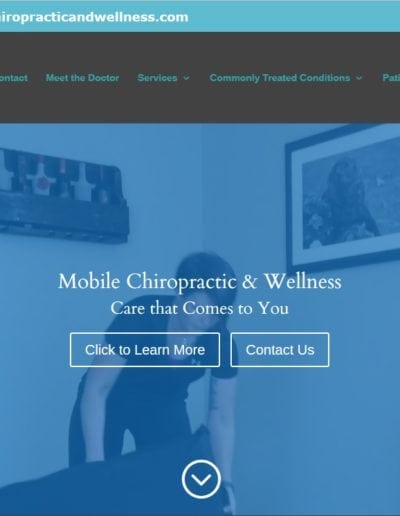 hiropracticandwellness.com
ontact Meet the Doctor Services Commonly Treated Conditions Pati
Mobile Chiropractic & Wellness
Care that Comes to You
Click to Learn More Contact Us